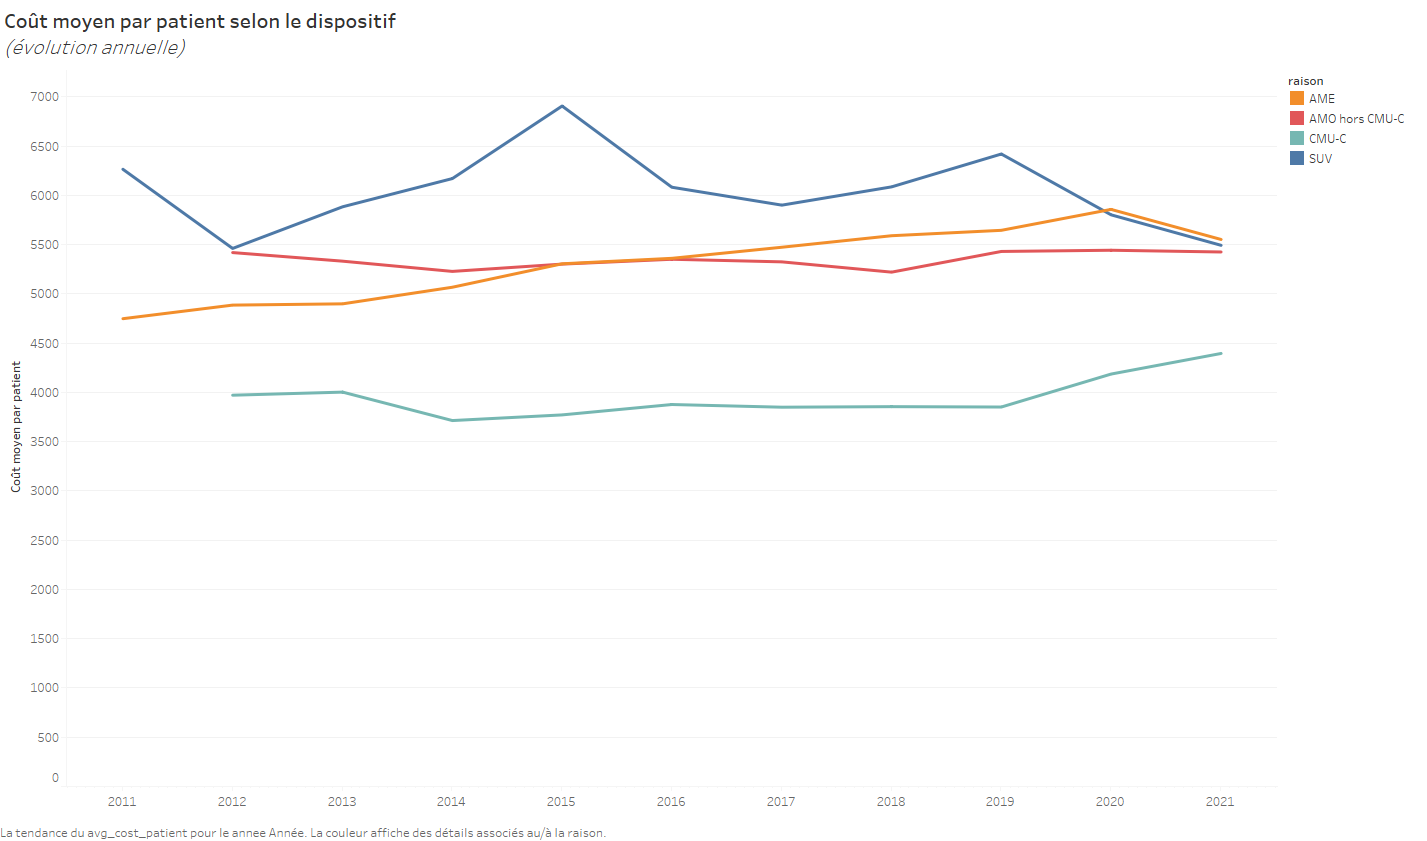 Coût moyen par patient selon le dispositif
(évolution annuelle)
raison
AME
AMO hors CMU-C
CMU-C
SUV
Coût moyen par patient
7000
6500
6000
5500
5000
4500
4000
3500
3000
2500
2000
1500
1000
500
0
2011 2012 2013 2014 2015 2016 2017 2018 2019 2020 2021
La tendance du avg_cost_patient pour le annee Année. La couleur affiche des détails associés au/à la raison.